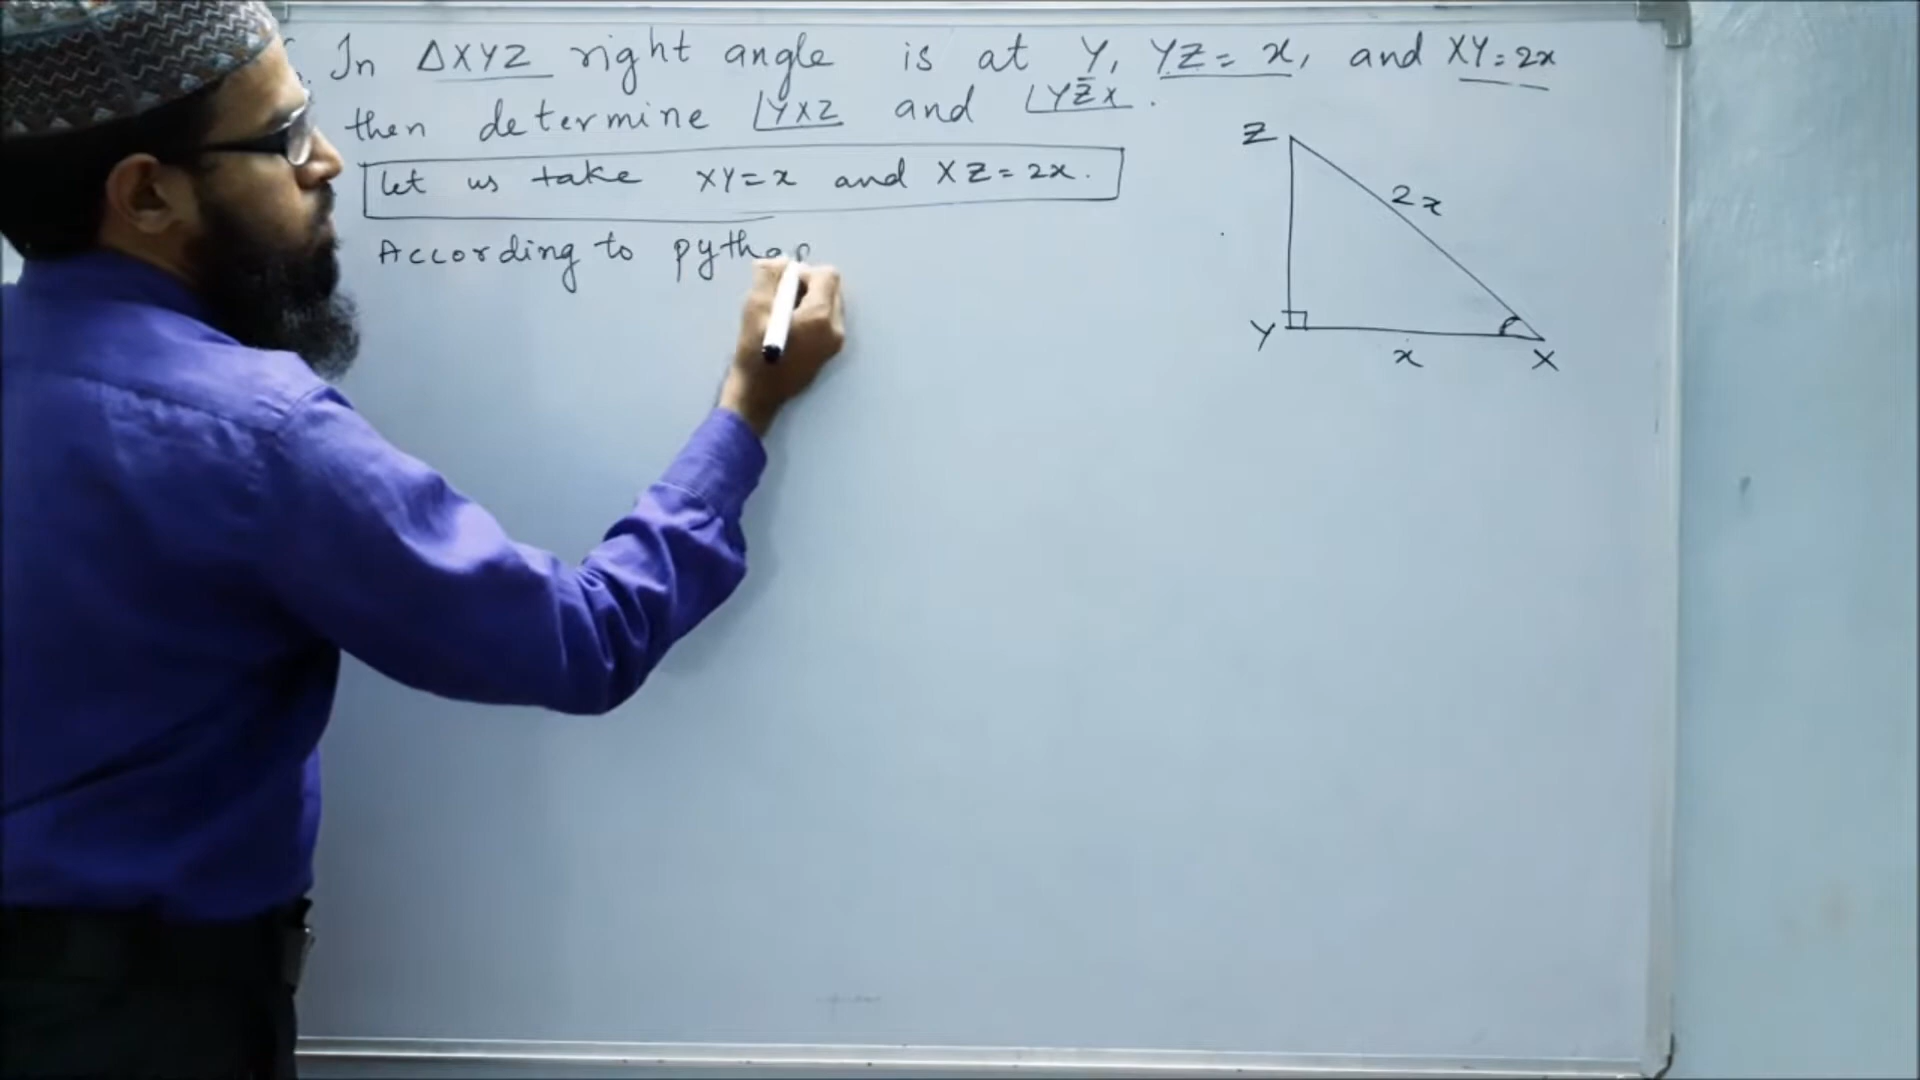 In ΔXYZ right angle is at Y, YZ = x, and XY = 2x
then determine ∠YXZ and ∠YZX.
let us take XY = x and XZ = 2x.
According to pythag
Z
2x
Y
x
X